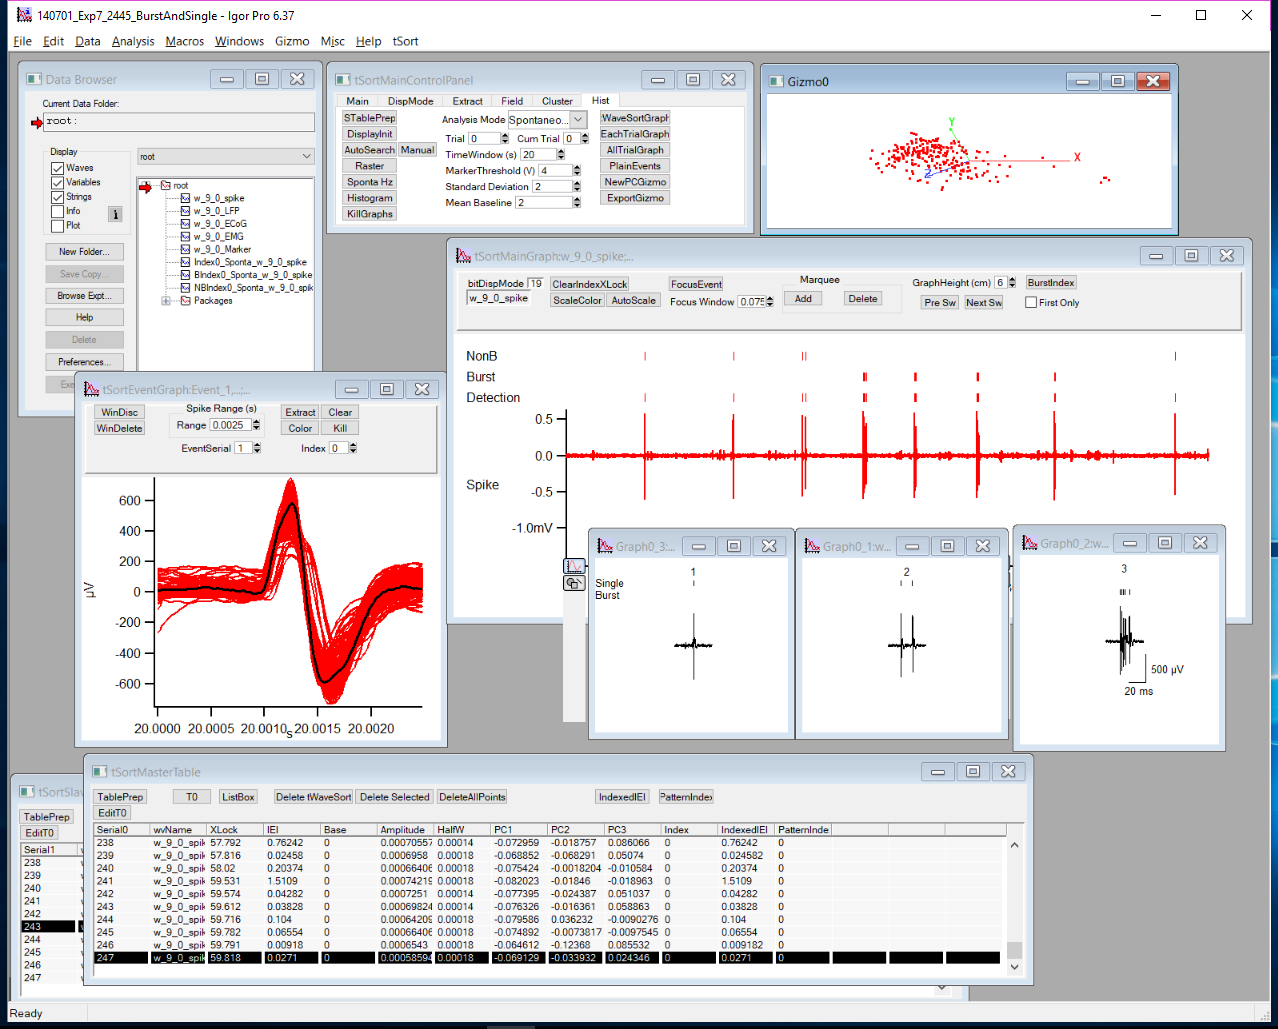 140701_Exp7_2445_BurstAndSingle - Igor Pro 6.37
File Edit Data Analysis Macros Windows Gizmo Misc Help tSort
Data Browser
Current Data Folder:
root:
Display
Waves
Variables
Strings
Info
Plot
New Folder...
Save Copy...
Browse Expt...
Help
Delete
Preferences...
root
root
w_9_0_spike
w_9_0_LFP
w_9_0_ECoG
w_9_0_EMG
w_9_0_Marker
Index0_Sponta_w_9_0_spike
BIndex0_Sponta_w_9_0_spike
NBIndex0_Sponta_w_9_0_spik
Packages
tSortMainControlPanel
Main DispMode Extract Field Cluster Hist
STablePrep
DisplayInit
AutoSearch Manual
Raster
Sponta Hz
Histogram
KillGraphs
Analysis Mode Spontaneo...
Trial 0 Cum Trial 0
TimeWindow (s) 20
MarkerThreshold (V) 4
Standard Deviation 2
Mean Baseline 2
WaveSortGraph
EachTrialGraph
AllTrialGraph
PlainEvents
NewPCGizmo
ExportGizmo
Gizmo0
Y
X
Z
tSortMainGraph:w_9_0_spike;...
bitDispMode 19 ClearIndexXLock FocusEvent Marquee GraphHeight (cm) 6 BurstIndex
w_9_0_spike ScaleColor AutoScale Focus Window 0.075 Add Delete Pre Sw Next Sw First Only
NonB
Burst
Detection
0.5
0.0
Spike
-0.5
-1.0mV
tSortEventGraph:Event_1,...;...
WinDisc Spike Range (s) Extract Clear
WinDelete Range 0.0025 Color Kill
EventSerial 1 Index 0
600
400
200
0
-200
-400
-600
µV
20.0000 20.0005 20.0010 20.0015 20.0020
s
Graph0_3:...
1
Single
Burst
Graph0_1:w...
2
Graph0_2:w...
3
500 µV
20 ms
tSortMasterTable
TablePrep T0 ListBox Delete tWaveSort Delete Selected DeleteAllPoints IndexedIEI PatternIndex
EditT0
Serial0 wvName XLock IEI Base Amplitude HalfW PC1 PC2 PC3 Index IndexedIEI PatternInde
238 w_9_0_spik 57.792 0.76242 0 0.00070557 0.00014 -0.072959 -0.018757 0.086066 0 0.76242 0
239 w_9_0_spik 57.816 0.02458 0 0.0006958 0.00018 -0.068852 -0.068291 0.05074 0 0.024582 0
240 w_9_0_spik 58.02 0.20374 0 0.00066406 0.00018 -0.075424 -0.0018204 -0.010584 0 0.20374 0
241 w_9_0_spik 59.531 1.5109 0 0.00074219 0.00018 -0.082023 -0.01846 -0.018963 0 1.5109 0
242 w_9_0_spik 59.574 0.04282 0 0.0007251 0.00018 -0.077395 -0.024387 0.051037 0 0.04282 0
243 w_9_0_spik 59.612 0.03828 0 0.00069824 0.00014 -0.076326 -0.016361 0.058863 0 0.03828 0
244 w_9_0_spik 59.716 0.104 0 0.00064209 0.00018 -0.079586 0.036232 -0.0090276 0 0.104 0
245 w_9_0_spik 59.782 0.06554 0 0.00066406 0.00018 -0.074892 -0.0073817 -0.0097545 0 0.06554 0
246 w_9_0_spik 59.791 0.00918 0 0.0006543 0.00018 -0.064612 -0.12368 0.085532 0 0.009182 0
247 w_9_0_spik 59.818 0.0271 0 0.00058594 0.00018 -0.069129 -0.033932 0.024346 0 0.0271 0
tSortSlav
TablePrep
EditT0
Serial1
238
239
240
241
242
243
244
245
246
247
Ready